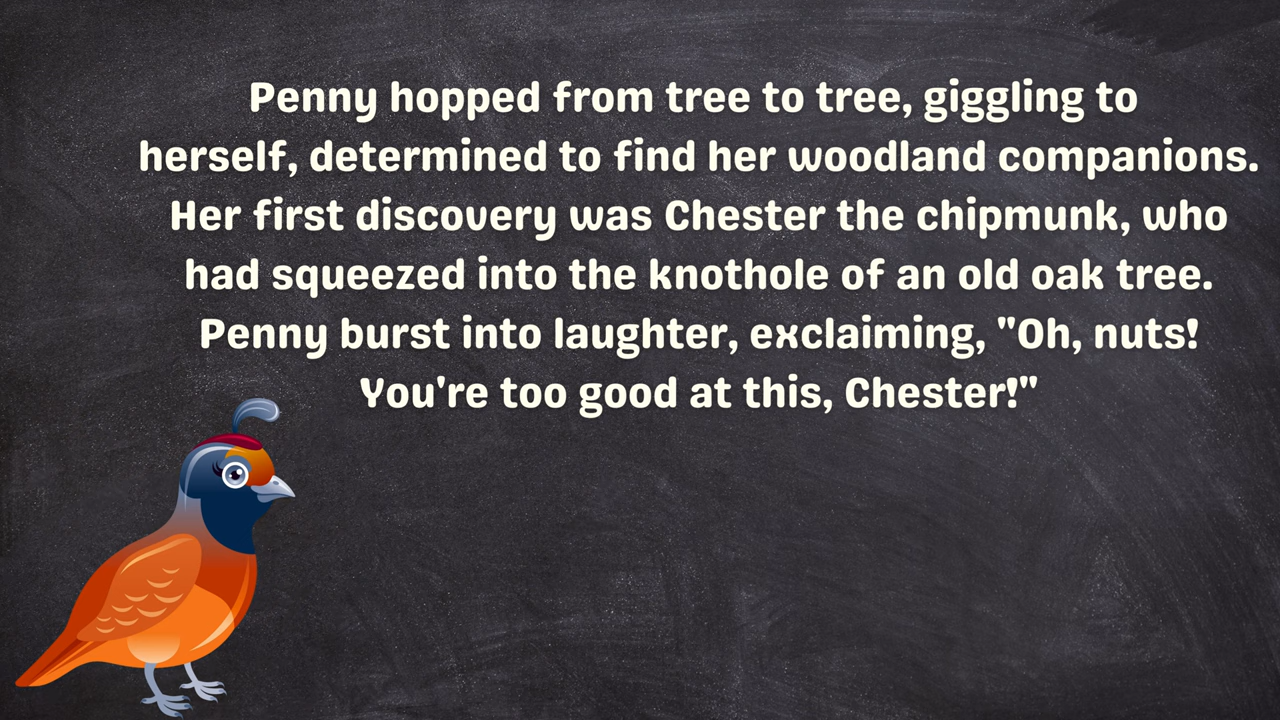 Penny hopped from tree to tree, giggling to
herself, determined to find her woodland companions.
Her first discovery was Chester the chipmunk, who
had squeezed into the knothole of an old oak tree.
Penny burst into laughter, exclaiming, "Oh, nuts!
You're too good at this, Chester!"